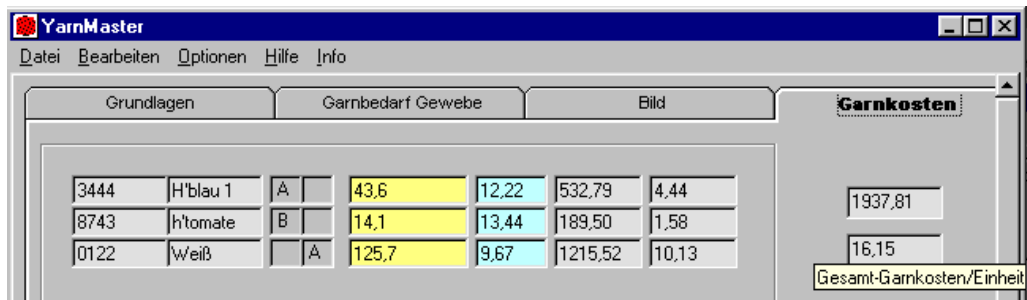 YarnMaster
Datei Bearbeiten Optionen Hilfe Info
Grundlagen Garnbedarf Gewebe Bild Garnkosten
3444 H'blau 1 A 43,6 12,22 532,79 4,44
1937,81
8743 h'tomate B 14,1 13,44 189,50 1,58
0122 Weiß A 125,7 9,67 1215,52 10,13
16,15
Gesamt-Garnkosten/Einheit